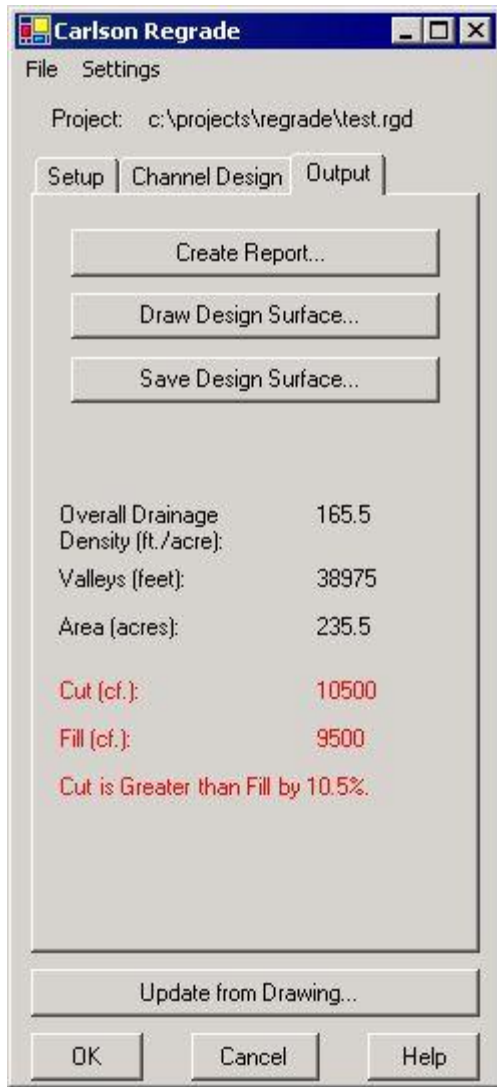 Carlson Regrade
File Settings
Project: c:\projects\regrade\test.rgd
Setup Channel Design Output
Create Report...
Draw Design Surface...
Save Design Surface...
Overall Drainage 165.5
Density (ft./acre):
Valleys (feet): 38975
Area (acres): 235.5
Cut (cf.): 10500
Fill (cf.): 9500
Cut is Greater than Fill by 10.5%.
Update from Drawing...
OK Cancel Help